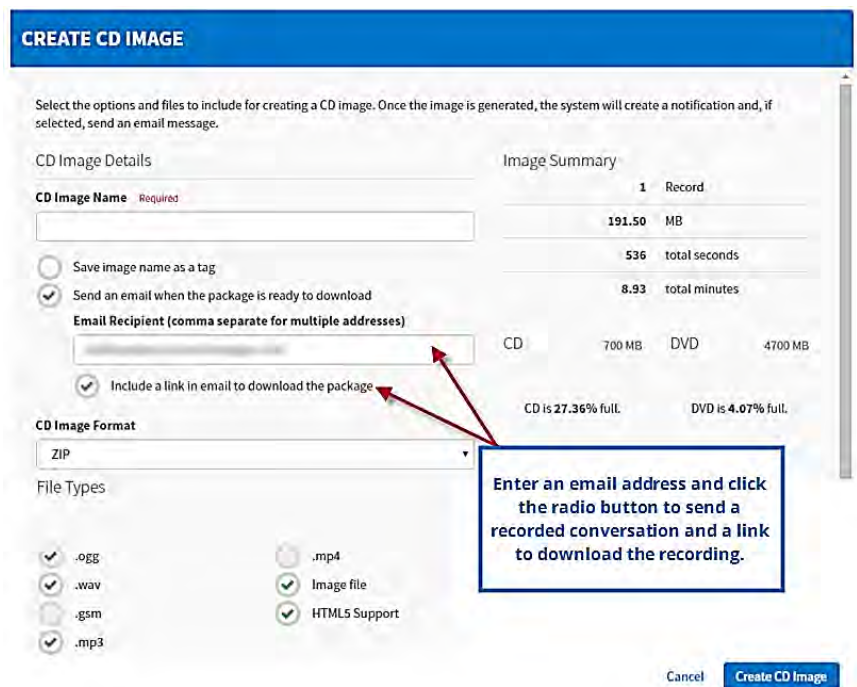 CREATE CD IMAGE
Select the options and files to include for creating a CD image. Once the image is generated, the system will create a notification and, if
selected, send an email message.
CD Image Details
CD Image Name Required
Save image name as a tag
Send an email when the package is ready to download
Email Recipient (comma separate for multiple addresses)
Include a link in email to download the package
CD Image Format
ZIP
File Types
.ogg
.wav
.gsm
.mp3
.mp4
Image file
HTML5 Support
Image Summary
1 Record
191.50 MB
536 total seconds
8.93 total minutes
CD 700 MB DVD 4700 MB
CD is 27.36% full. DVD is 4.07% full.
Enter an email address and click
the radio button to send a
recorded conversation and a link
to download the recording.
Cancel Create CD Image